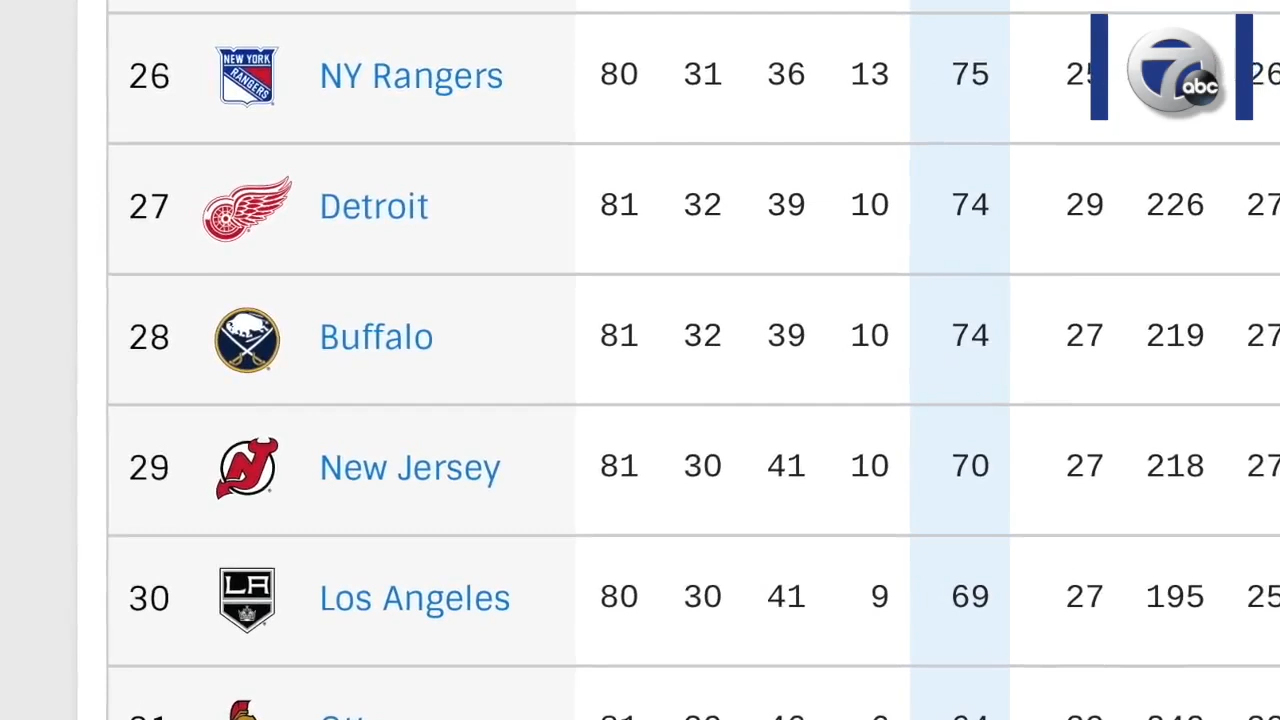 26 NEW YORK RANGERS NY Rangers 80 31 36 13 75 7 abc
27 Detroit 81 32 39 10 74 29 226 27
28 Buffalo 81 32 39 10 74 27 219 27
29 New Jersey 81 30 41 10 70 27 218 27
30 LA Los Angeles 80 30 41 9 69 27 195 25